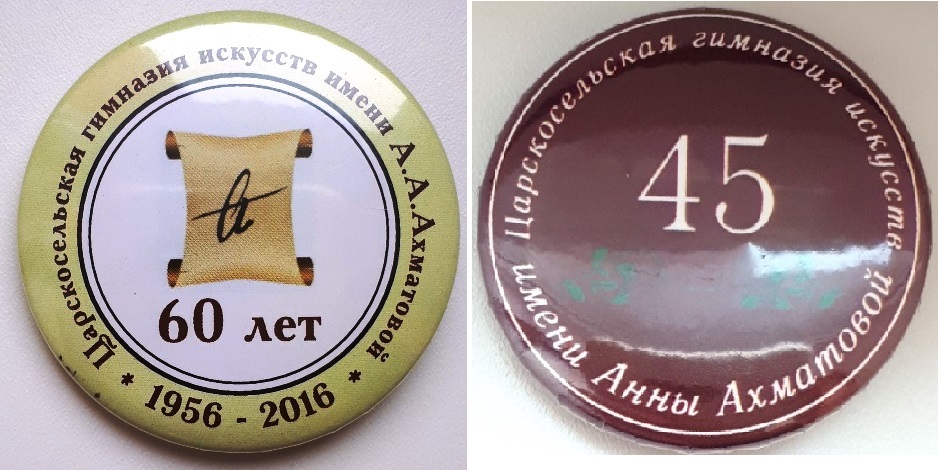 Царскосельская гимназия искусств имени А.А.Ахматовой
60 лет
* 1956 - 2016 *
Царскосельская гимназия искусств
45
имени Анны Ахматовой